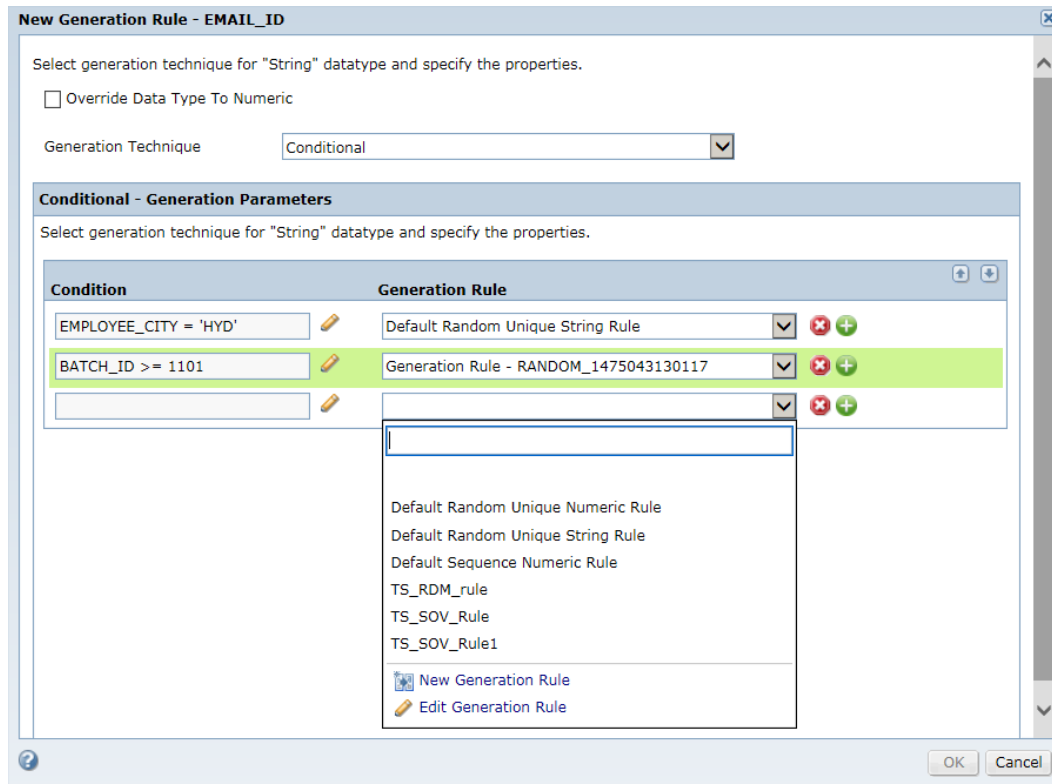 New Generation Rule - EMAIL_ID
Select generation technique for "String" datatype and specify the properties.
Override Data Type To Numeric
Generation Technique Conditional
Conditional - Generation Parameters
Select generation technique for "String" datatype and specify the properties.
Condition Generation Rule
EMPLOYEE_CITY = 'HYD' Default Random Unique String Rule
BATCH_ID >= 1101 Generation Rule - RANDOM_1475043130117
Default Random Unique Numeric Rule
Default Random Unique String Rule
Default Sequence Numeric Rule
TS_RDM_rule
TS_SOV_Rule
TS_SOV_Rule1
New Generation Rule
Edit Generation Rule
OK Cancel